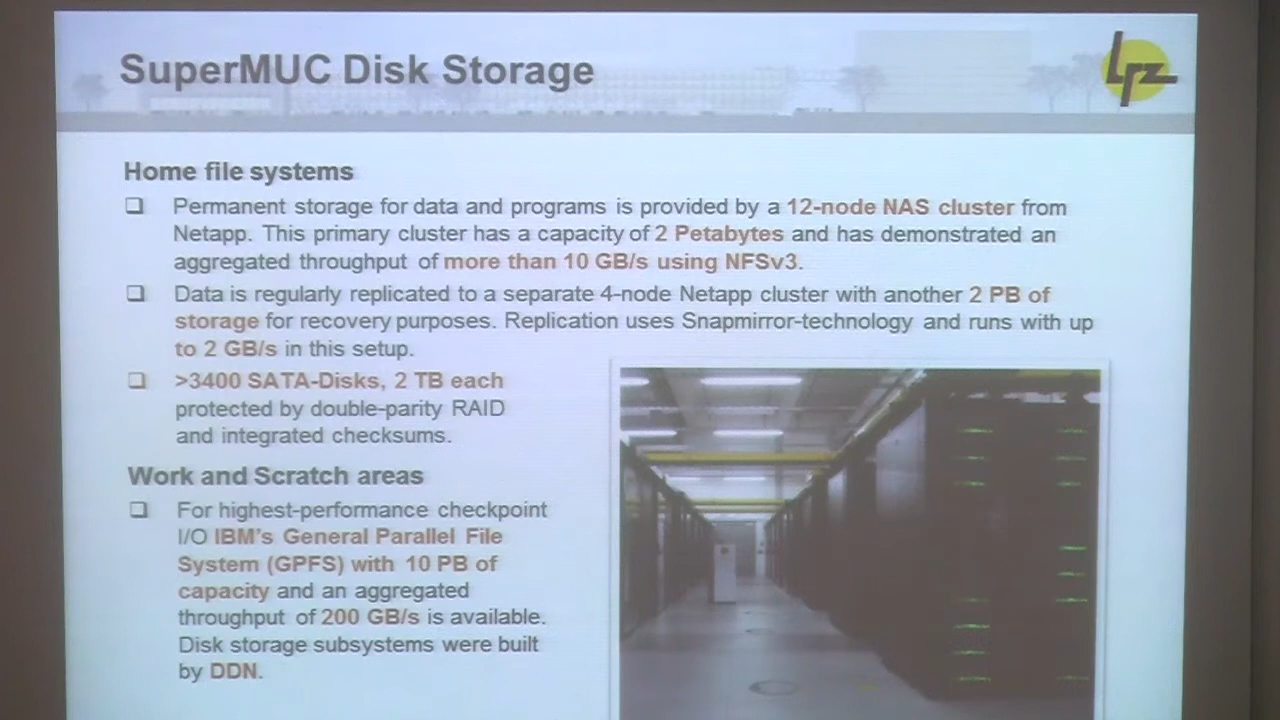 SuperMUC Disk Storage
lrz
Home file systems
Permanent storage for data and programs is provided by a 12-node NAS cluster from
Netapp. This primary cluster has a capacity of 2 Petabytes and has demonstrated an
aggregated throughput of more than 10 GB/s using NFSv3.
Data is regularly replicated to a separate 4-node Netapp cluster with another 2 PB of
storage for recovery purposes. Replication uses Snapmirror-technology and runs with up
to 2 GB/s in this setup.
>3400 SATA-Disks, 2 TB each
protected by double-parity RAID
and integrated checksums.
Work and Scratch areas
For highest-performance checkpoint
I/O IBM's General Parallel File
System (GPFS) with 10 PB of
capacity and an aggregated
throughput of 200 GB/s is available.
Disk storage subsystems were built
by DDN.